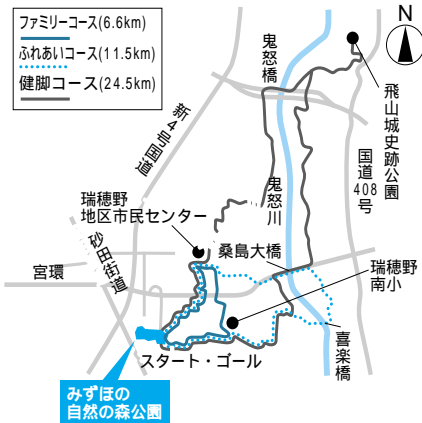 ファミリーコース(6.6km)
ふれあいコース(11.5km)
健脚コース(24.5km)
N
鬼怒橋
飛山城史跡公園
国道408号
新4号国道
鬼怒川
瑞穂野
地区市民センター
砂田街道
桑島大橋
宮環
瑞穂野
南小
喜楽橋
スタート・ゴール
みずほの
自然の森公園